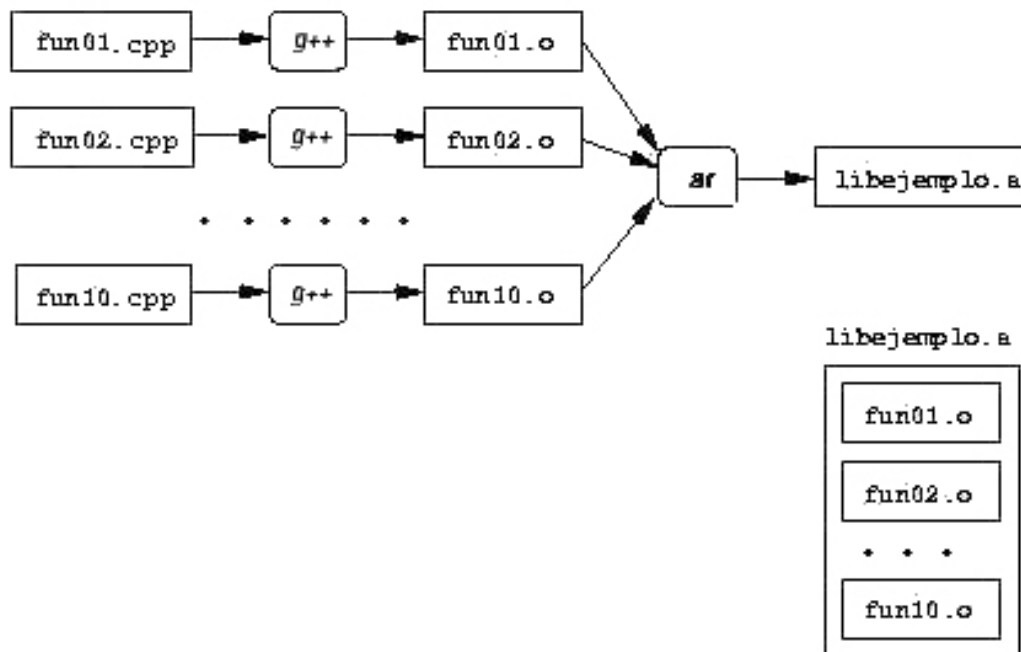 fun01.cpp g++ fun01.o
fun02.cpp g++ fun02.o
ar libejemplo.a
fun10.cpp g++ fun10.o
libejemplo.a
fun01.o
fun02.o
fun10.o